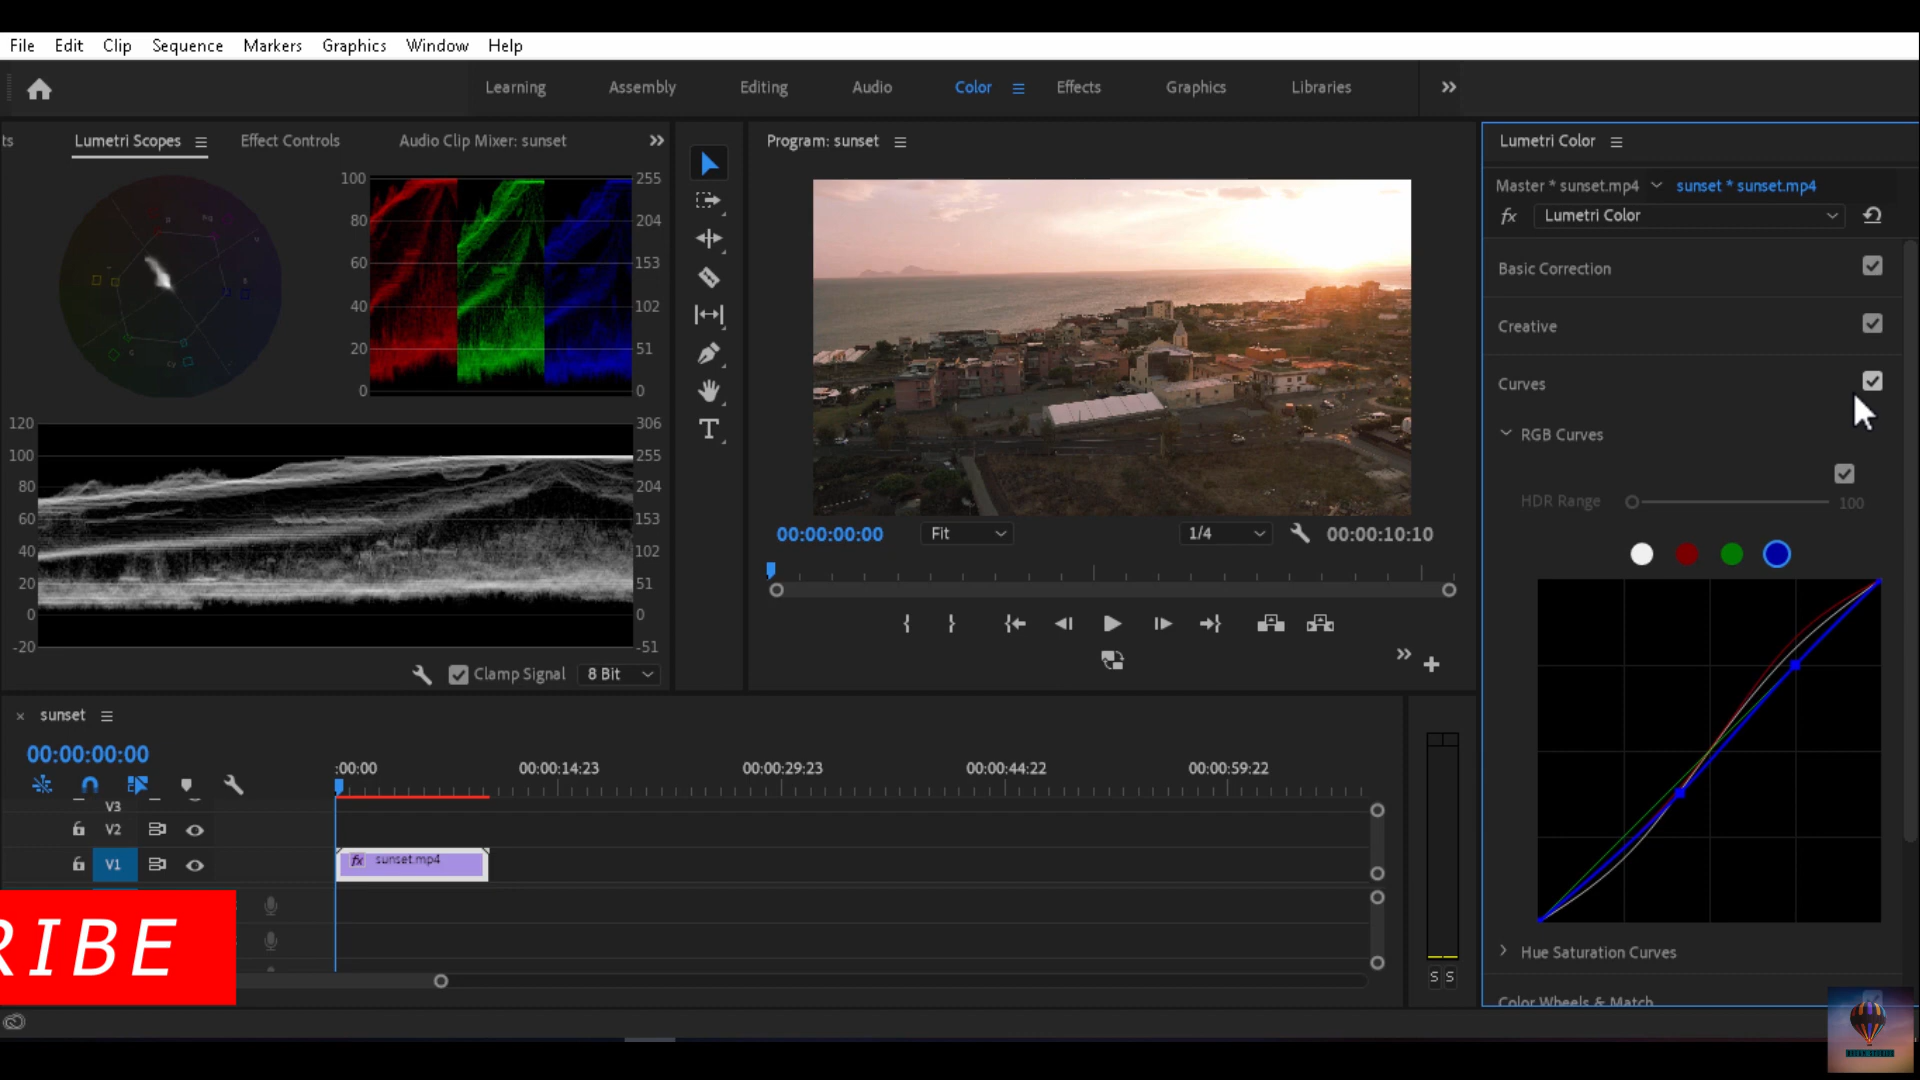 File Edit Clip Sequence Markers Graphics Window Help
Learning Assembly Editing Audio Color Effects Graphics Libraries
ts Lumetri Scopes Effect Controls Audio Clip Mixer: sunset
Program: sunset
Lumetri Color
Master * sunset.mp4 sunset * sunset.mp4
fx Lumetri Color
Basic Correction
Creative
Curves
RGB Curves
HDR Range 100
Hue Saturation Curves
Color Wheels & Match
100 255
80 204
60 153
40 102
20 51
0 0
120 306
100 255
80 204
60 153
40 102
20 51
0 0
-20 -51
Clamp Signal 8 Bit
00:00:00:00 Fit 1/4 00:00:10:10
sunset
00:00:00:00
:00:00 00:00:14:23 00:00:29:23 00:00:44:22 00:00:59:22
V3
V2
V1 fx sunset.mp4
RIBE
S S